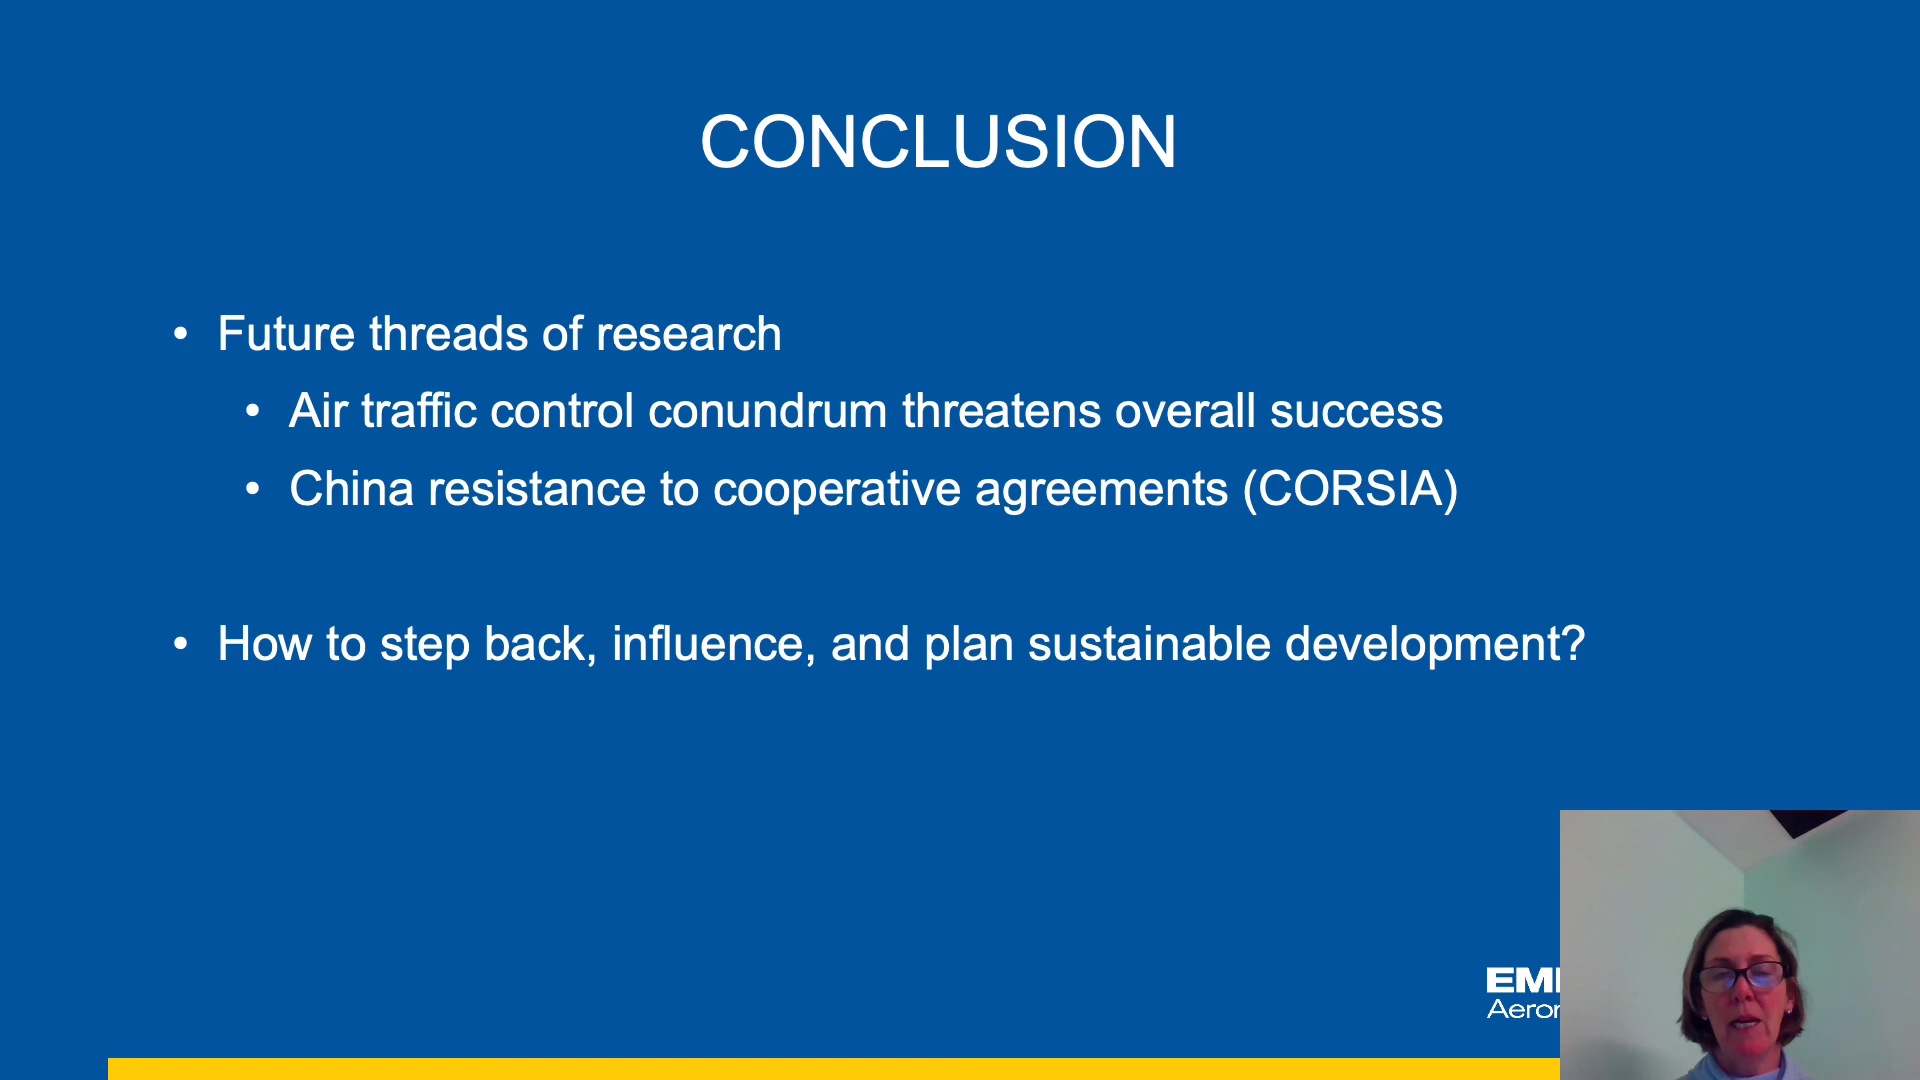 CONCLUSION
• Future threads of research
• Air traffic control conundrum threatens overall success
• China resistance to cooperative agreements (CORSIA)
• How to step back, influence, and plan sustainable development?